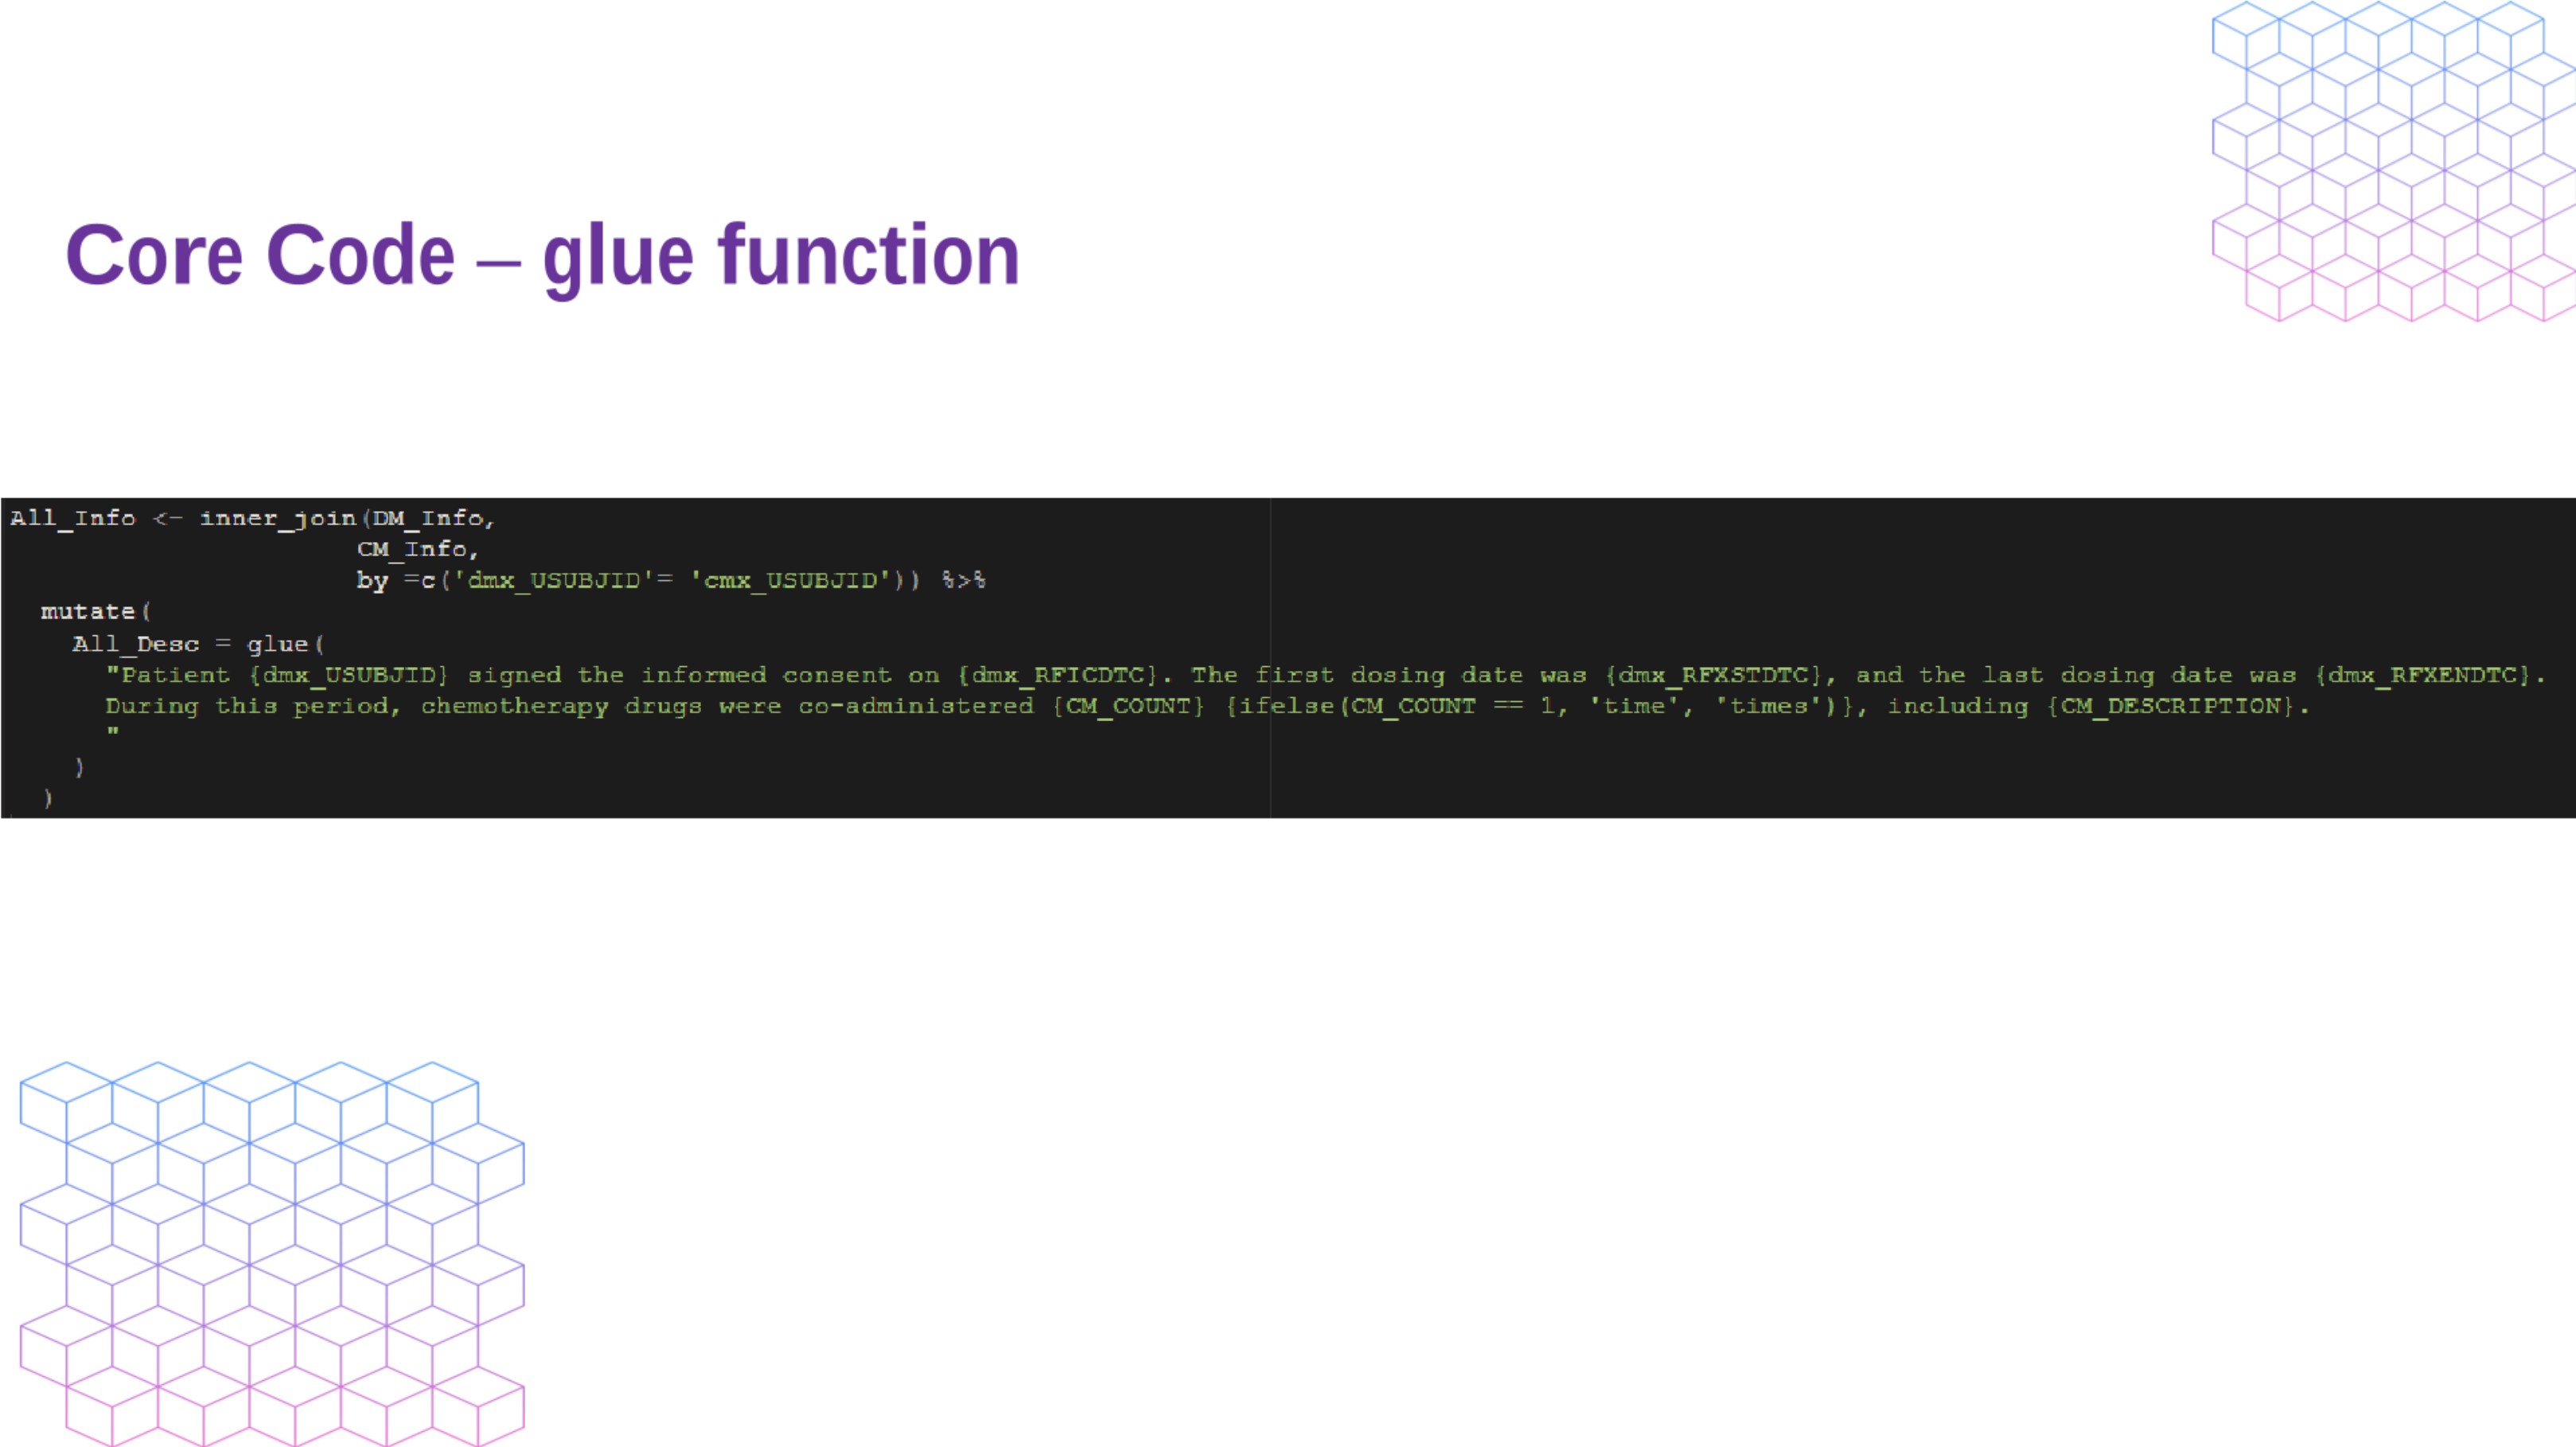 Core Code – glue function
All_Info <- inner_join(DM_Info,
CM_Info,
by =c('dmx_USUBJID'= 'cmx_USUBJID')) %>%
mutate(
All_Desc = glue(
"Patient {dmx_USUBJID} signed the informed consent on {dmx_RFICDTC}. The first dosing date was {dmx_RFXSTDTC}, and the last dosing date was {dmx_RFXENDTC}.
During this period, chemotherapy drugs were co-administered {CM_COUNT} {ifelse(CM_COUNT == 1, 'time', 'times')}, including {CM_DESCRIPTION}.
"
)
)